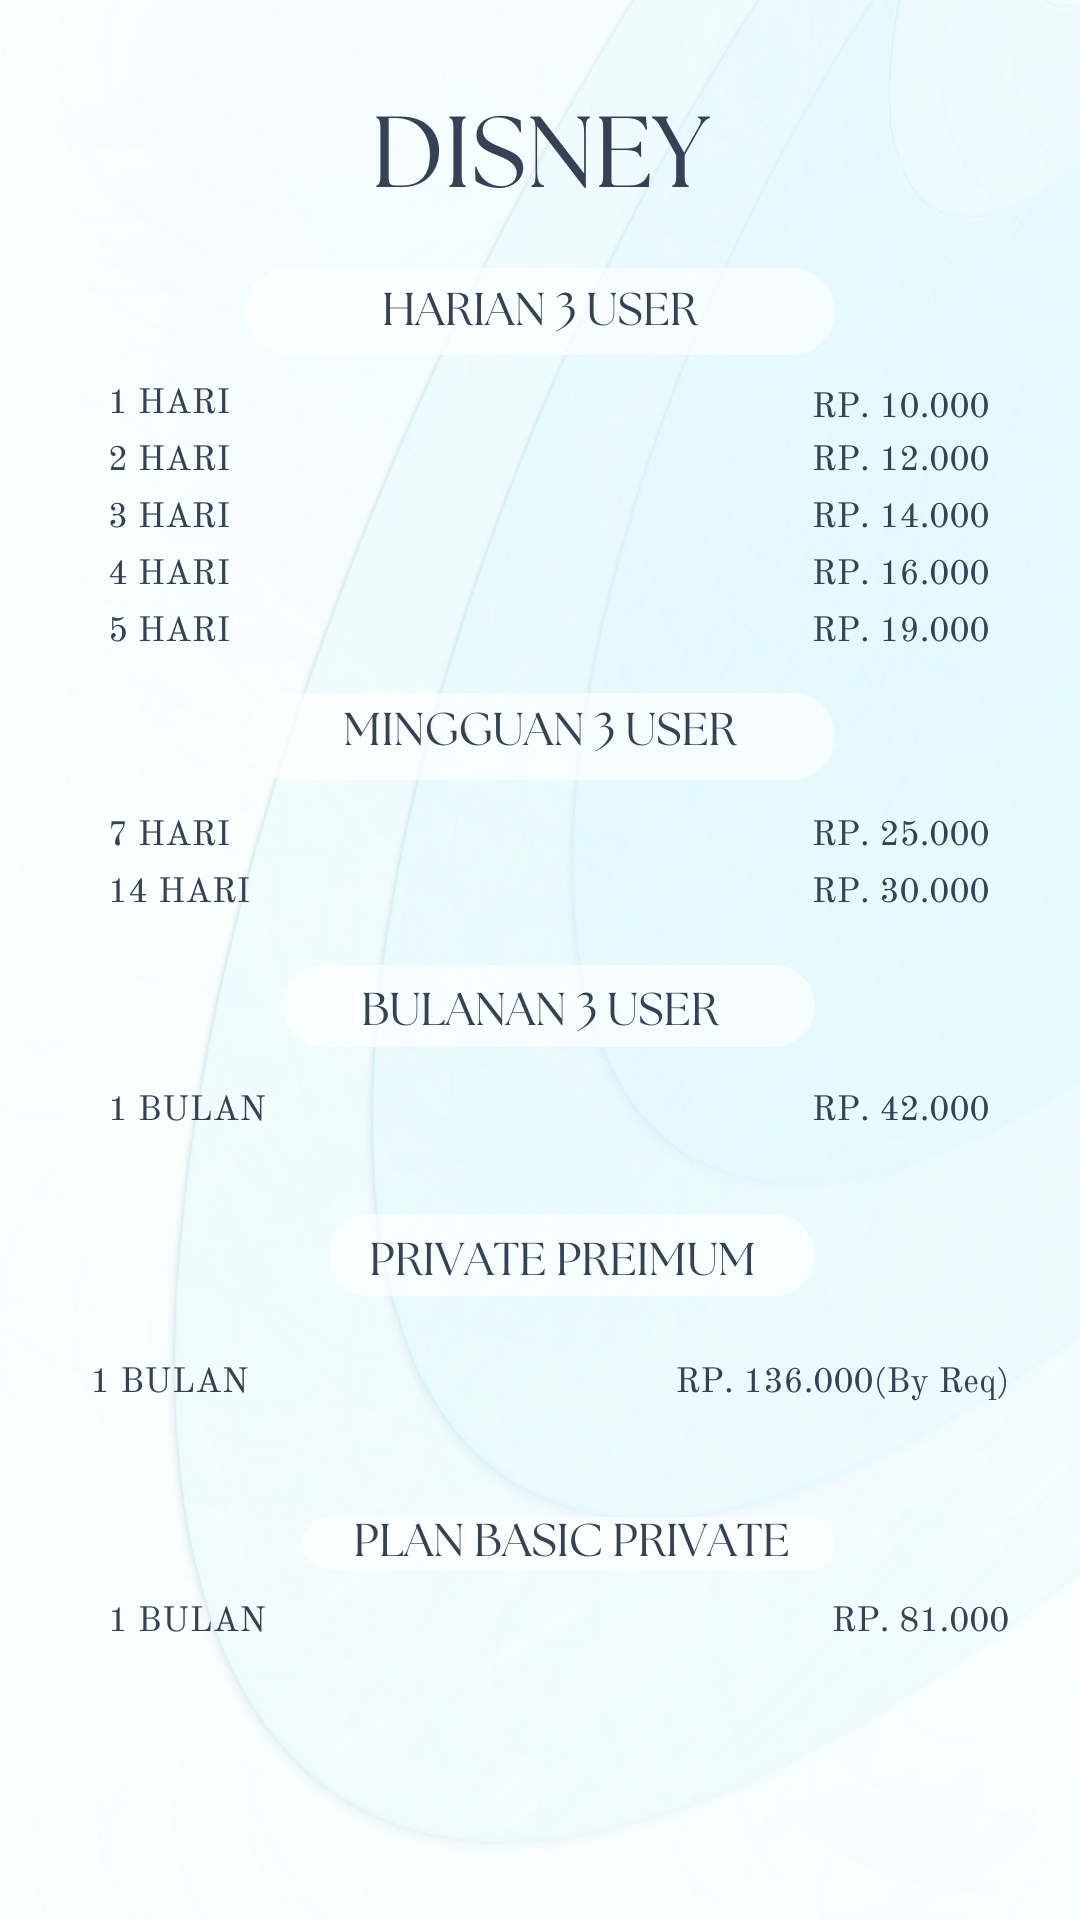 DISNEY
HARIAN 3 USER
1 HARI RP. 10.000
2 HARI RP. 12.000
3 HARI RP. 14.000
4 HARI RP. 16.000
5 HARI RP. 19.000
MINGGUAN 3 USER
7 HARI RP. 25.000
14 HARI RP. 30.000
BULANAN 3 USER
1 BULAN RP. 42.000
PRIVATE PREIMUM
1 BULAN RP. 136.000(By Req)
PLAN BASIC PRIVATE
1 BULAN RP. 81.000